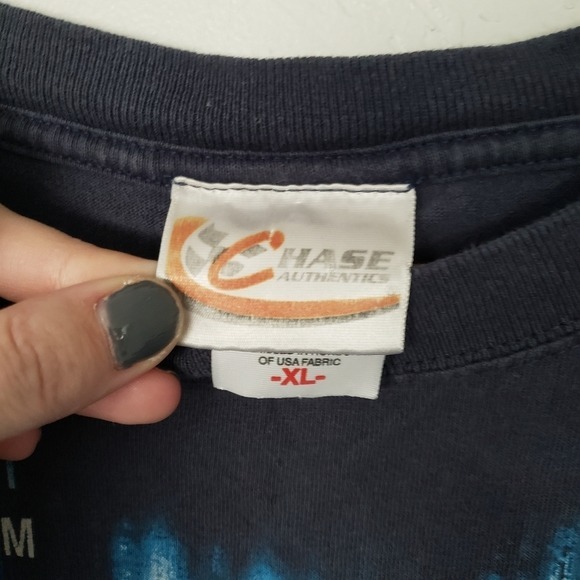 CHASE
AUTHENTICS
OF USA FABRIC
-XL-
M